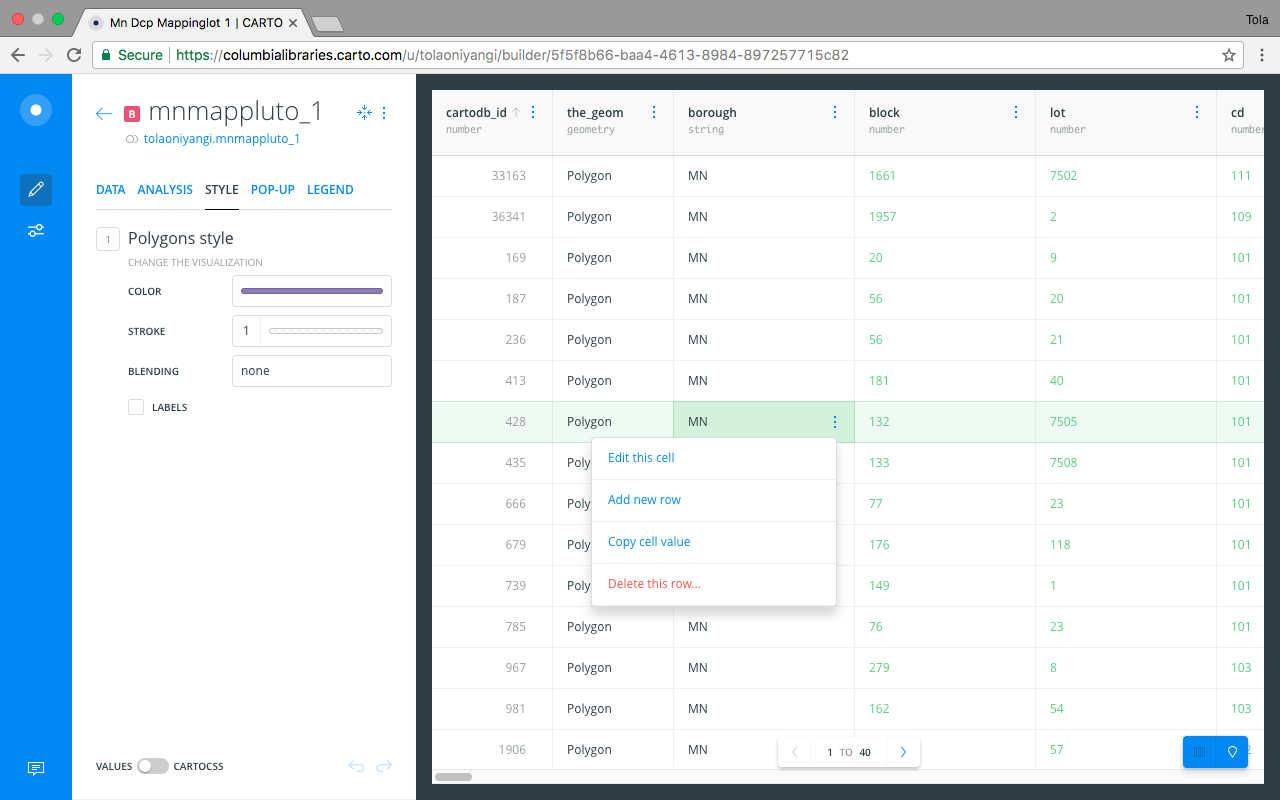 Mn Dcp Mappinglot 1 | CARTO
Tola
Secure https://columbialibraries.carto.com/u/tolaoniyangi/builder/5f5f8b66-baa4-4613-8984-897257715c82
B mnmappluto_1
tolaoniyangi.mnmappluto_1
DATA ANALYSIS STYLE POP-UP LEGEND
1 Polygons style
CHANGE THE VISUALIZATION
COLOR
STROKE 1
BLENDING none
LABELS
VALUES CARTOCSS
cartodb_id the_geom borough block lot cd
number geometry string number number number
33163 Polygon MN 1661 7502 111
36341 Polygon MN 1957 2 109
169 Polygon MN 20 9 101
187 Polygon MN 56 20 101
236 Polygon MN 56 21 101
413 Polygon MN 181 40 101
428 Polygon MN 132 7505 101
435 Poly 133 7508 101
666 Poly 77 23 101
679 Poly 176 118 101
739 Poly 149 1 101
785 Polygon MN 76 23 101
967 Polygon MN 279 8 103
981 Polygon MN 162 54 103
1906 Polygon MN 57
Edit this cell
Add new row
Copy cell value
Delete this row...
1 TO 40